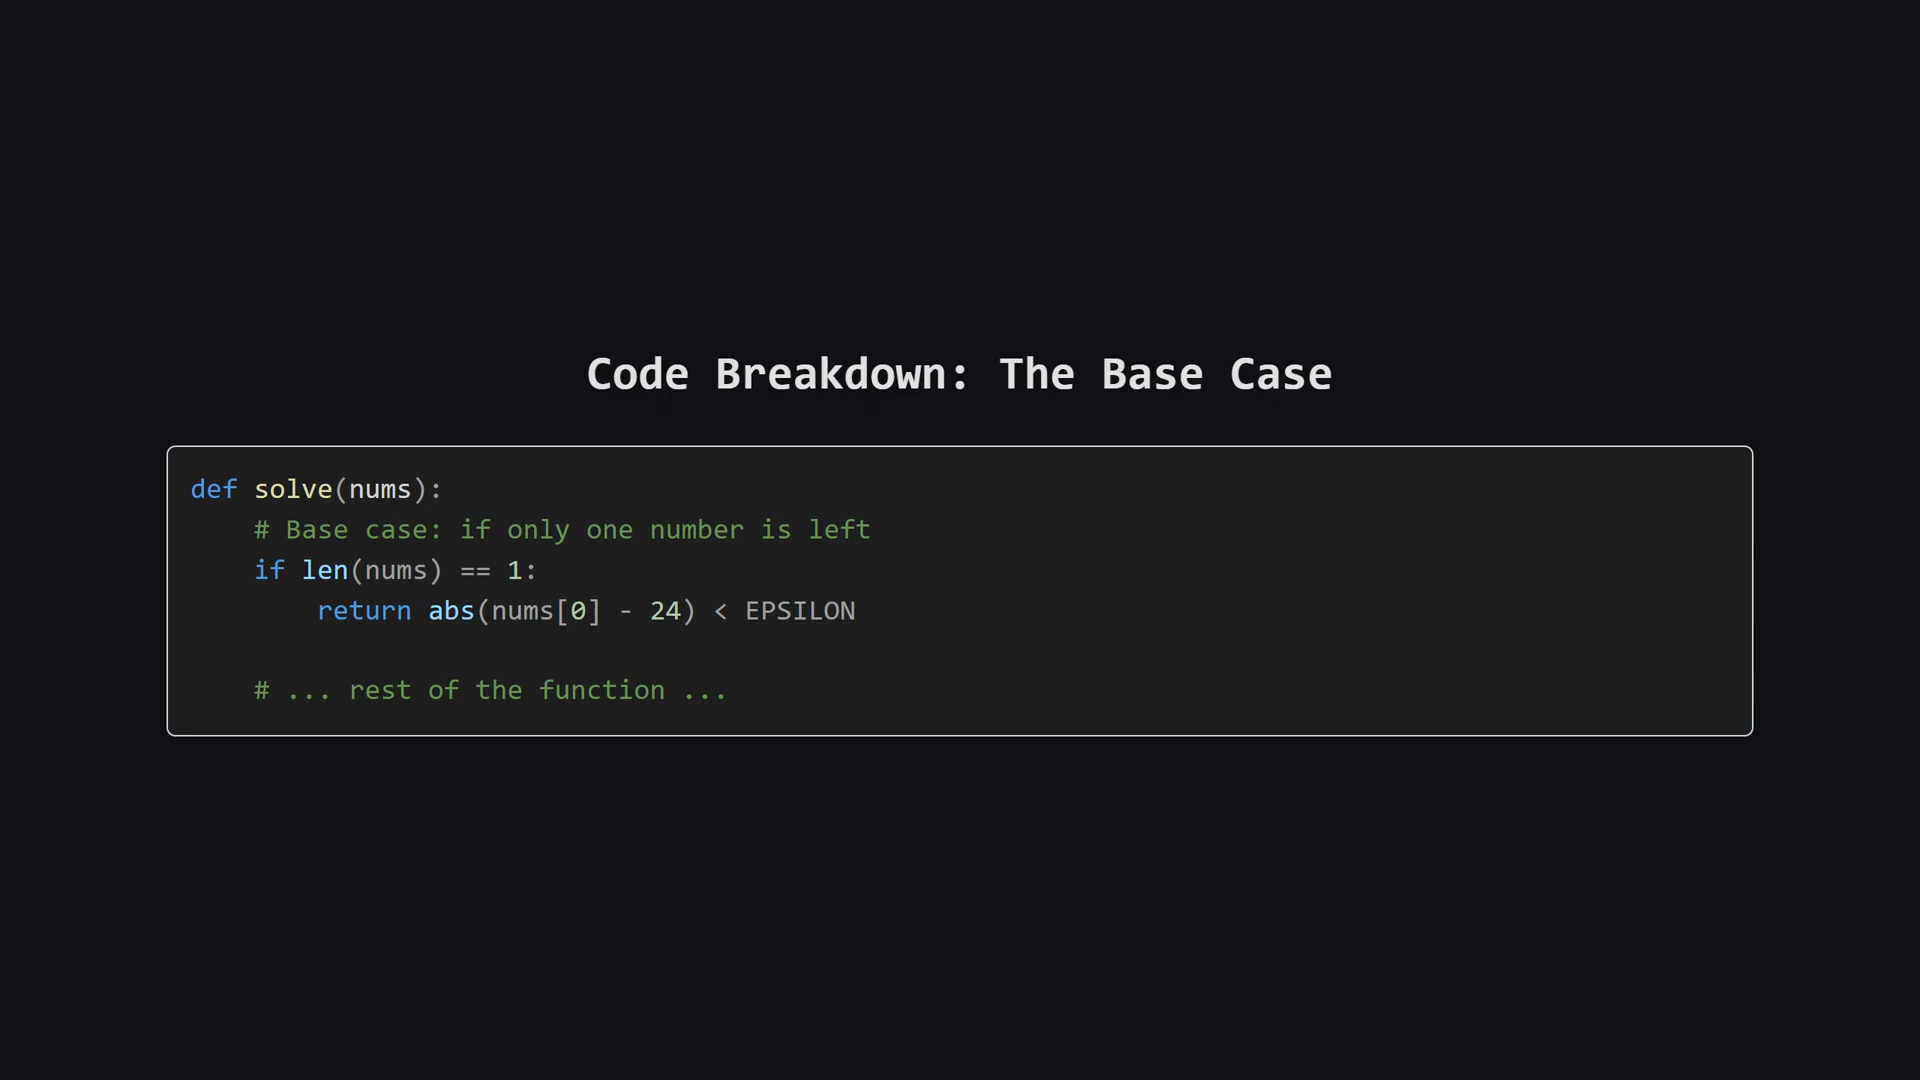 Code Breakdown: The Base Case
def solve(nums):
    # Base case: if only one number is left
    if len(nums) == 1:
        return abs(nums[0] - 24) < EPSILON
    # ... rest of the function ...